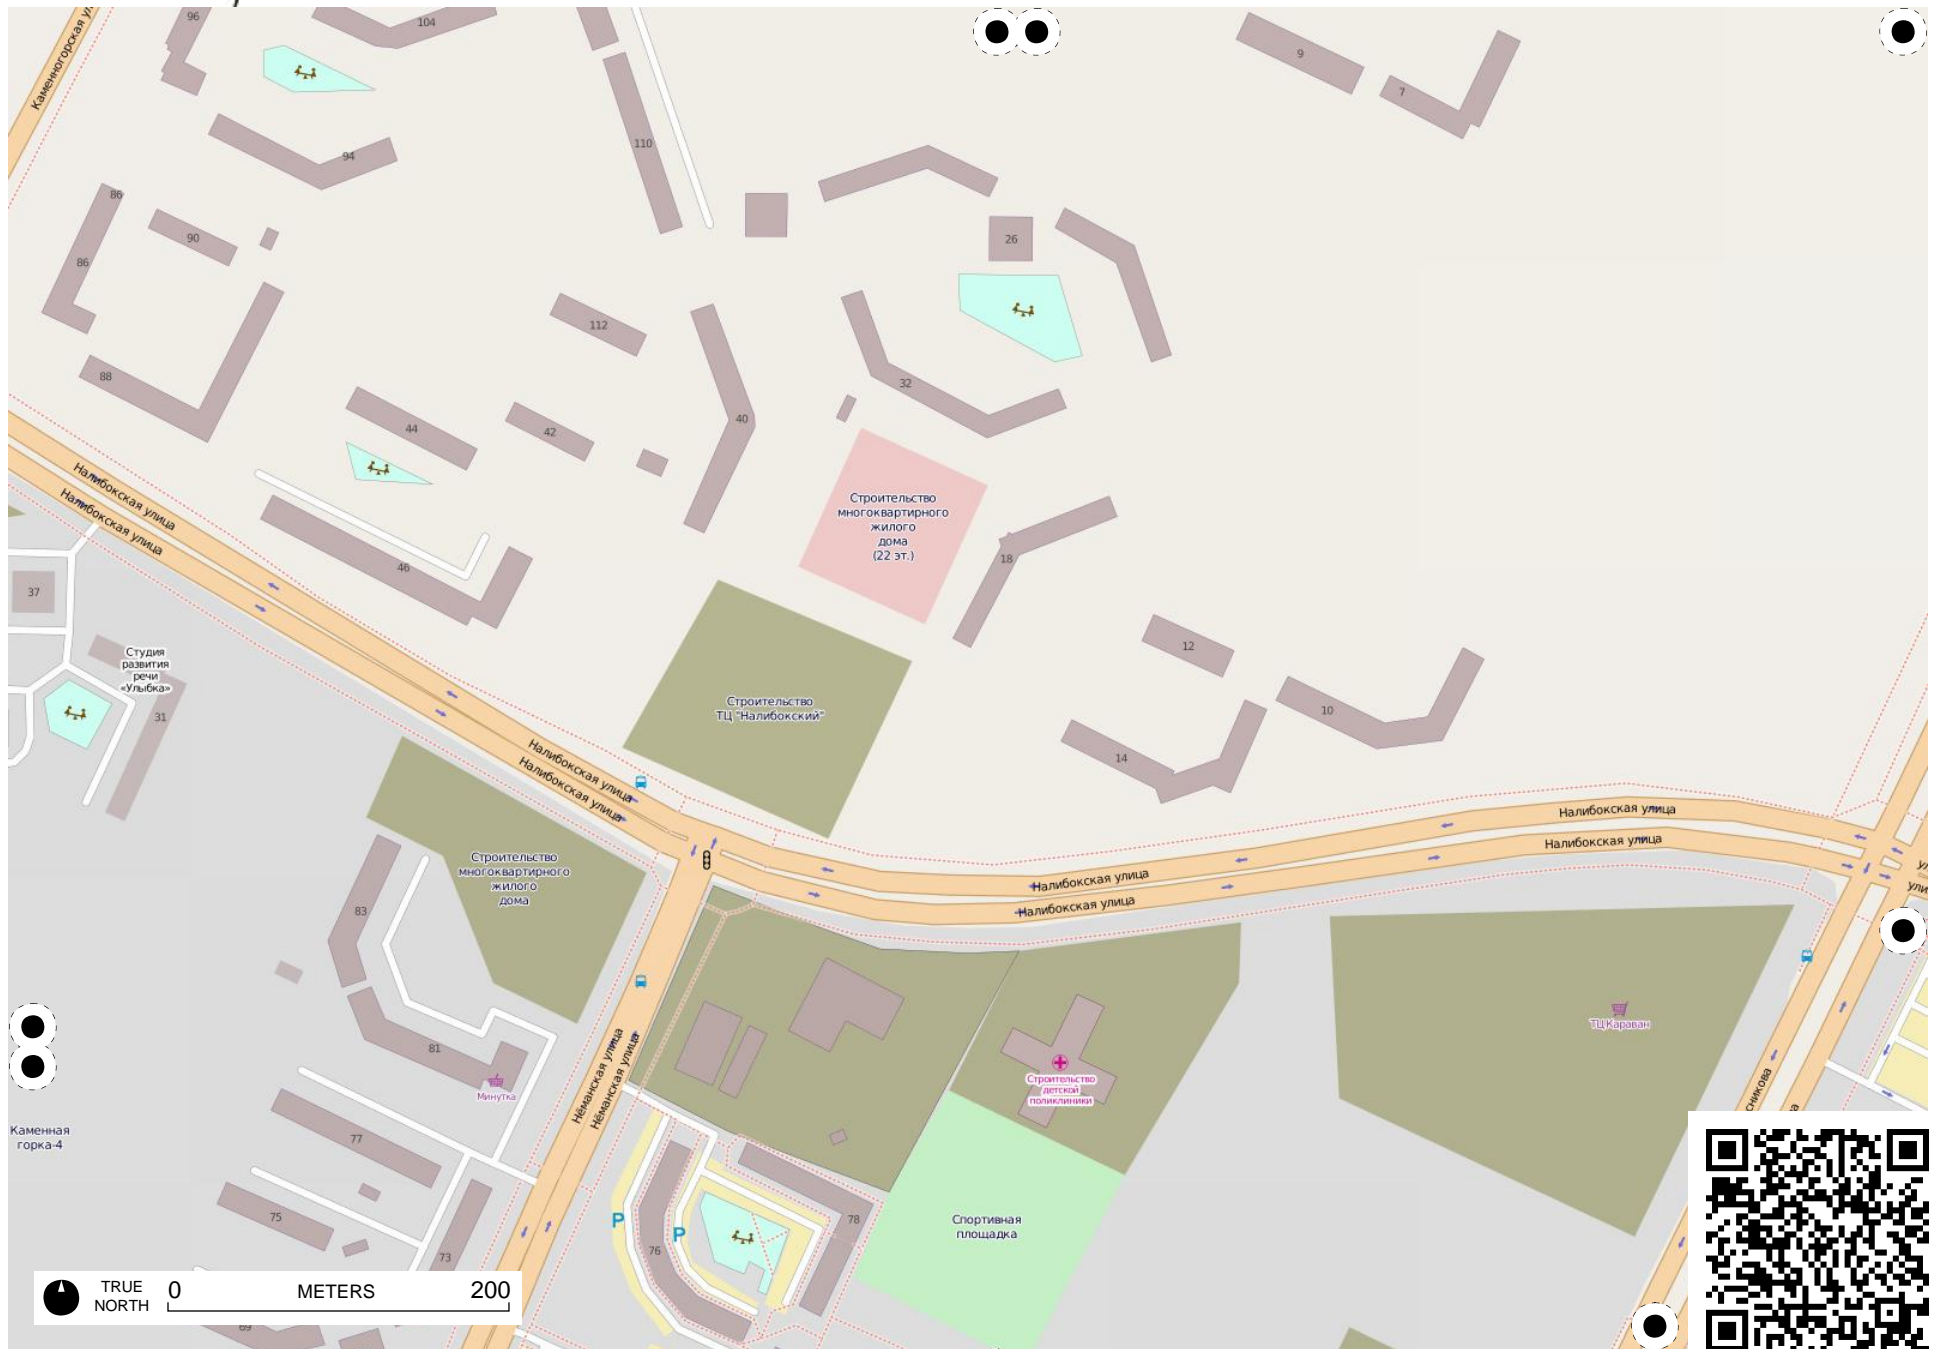 96
104
9
7
Каменногорская ул
110
94
86
90
86
26
112
32
88
40
44
42
Налибокская улица
Налибокская улица
Строительство
многоквартирного
жилого
дома
(22 эт.)
18
46
37
Студия
развития
речи
«Улыбка»
31
12
10
14
Строительство
ТЦ "Налибокский"
Налибокская улица
Налибокская улица
Налибокская улица
Налибокская улица
Налибокская улица
Налибокская улица
ули
Строительство
многоквартирного
жилого
дома
83
81
Минутка
Нёманская улица
Нёманская улица
ТЦ Караван
Строительство
детской
поликлиники
сникова
Каменная
горка-4
77
75
73
P
P
76
78
Спортивная
площадка
69
TRUE
NORTH
0
METERS
200